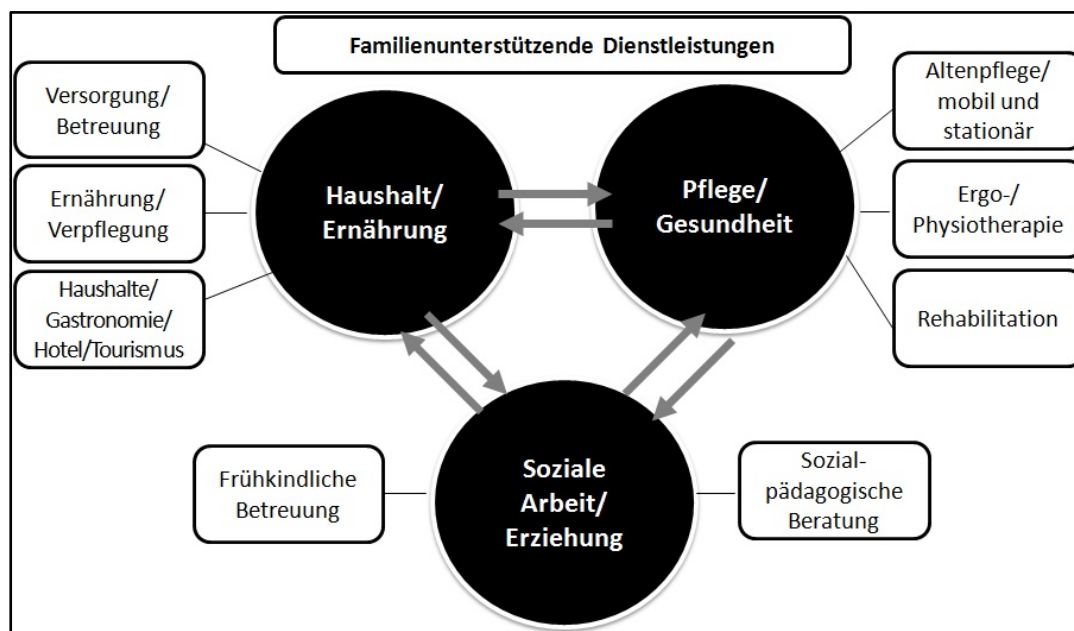 Familienunterstützende Dienstleistungen
Versorgung/
Betreuung
Ernährung/
Verpflegung
Haushalte/
Gastronomie/
Hotel/Tourismus
Haushalt/
Ernährung
Pflege/
Gesundheit
Altenpflege/
mobil und
stationär
Ergo-/
Physiotherapie
Rehabilitation
Frühkindliche
Betreuung
Soziale
Arbeit/
Erziehung
Sozial-
pädagogische
Beratung